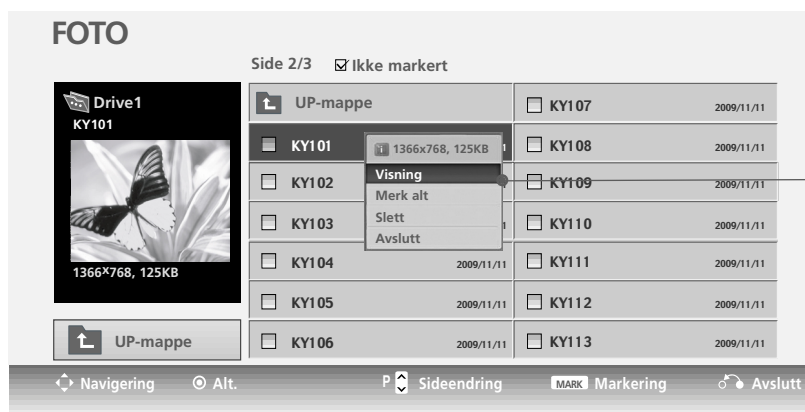 FOTO
Side 2/3 Ikke markert
Drive1
KY101
1366x768, 125KB
UP-mappe
UP-mappe
KY101
1366x768, 125KB
Visning
Merk alt
Slett
Avslutt
KY102
KY103
KY104 2009/11/11
KY105 2009/11/11
KY106 2009/11/11
KY107 2009/11/11
KY108 2009/11/11
KY109 2009/11/11
KY110 2009/11/11
KY111 2009/11/11
KY112 2009/11/11
KY113 2009/11/11
Navigering Alt. P Sideendring MARK Markering Avslutt